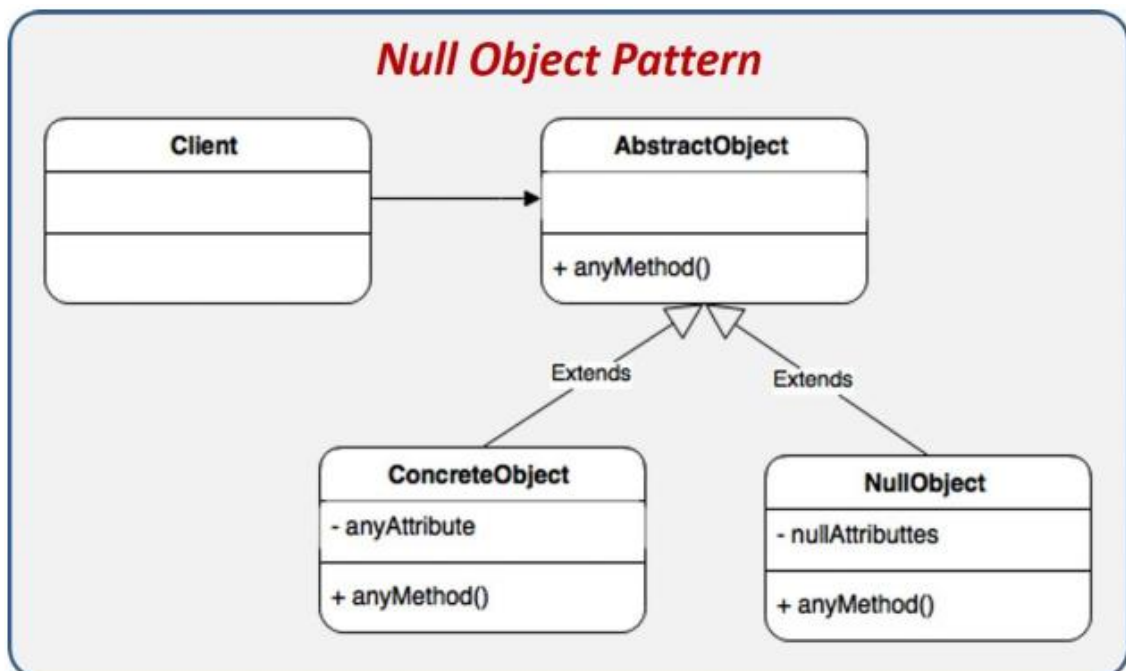 Null Object Pattern
Client
AbstractObject
+ anyMethod()
Extends
Extends
ConcreteObject
- anyAttribute
+ anyMethod()
NullObject
- nullAttributtes
+ anyMethod()